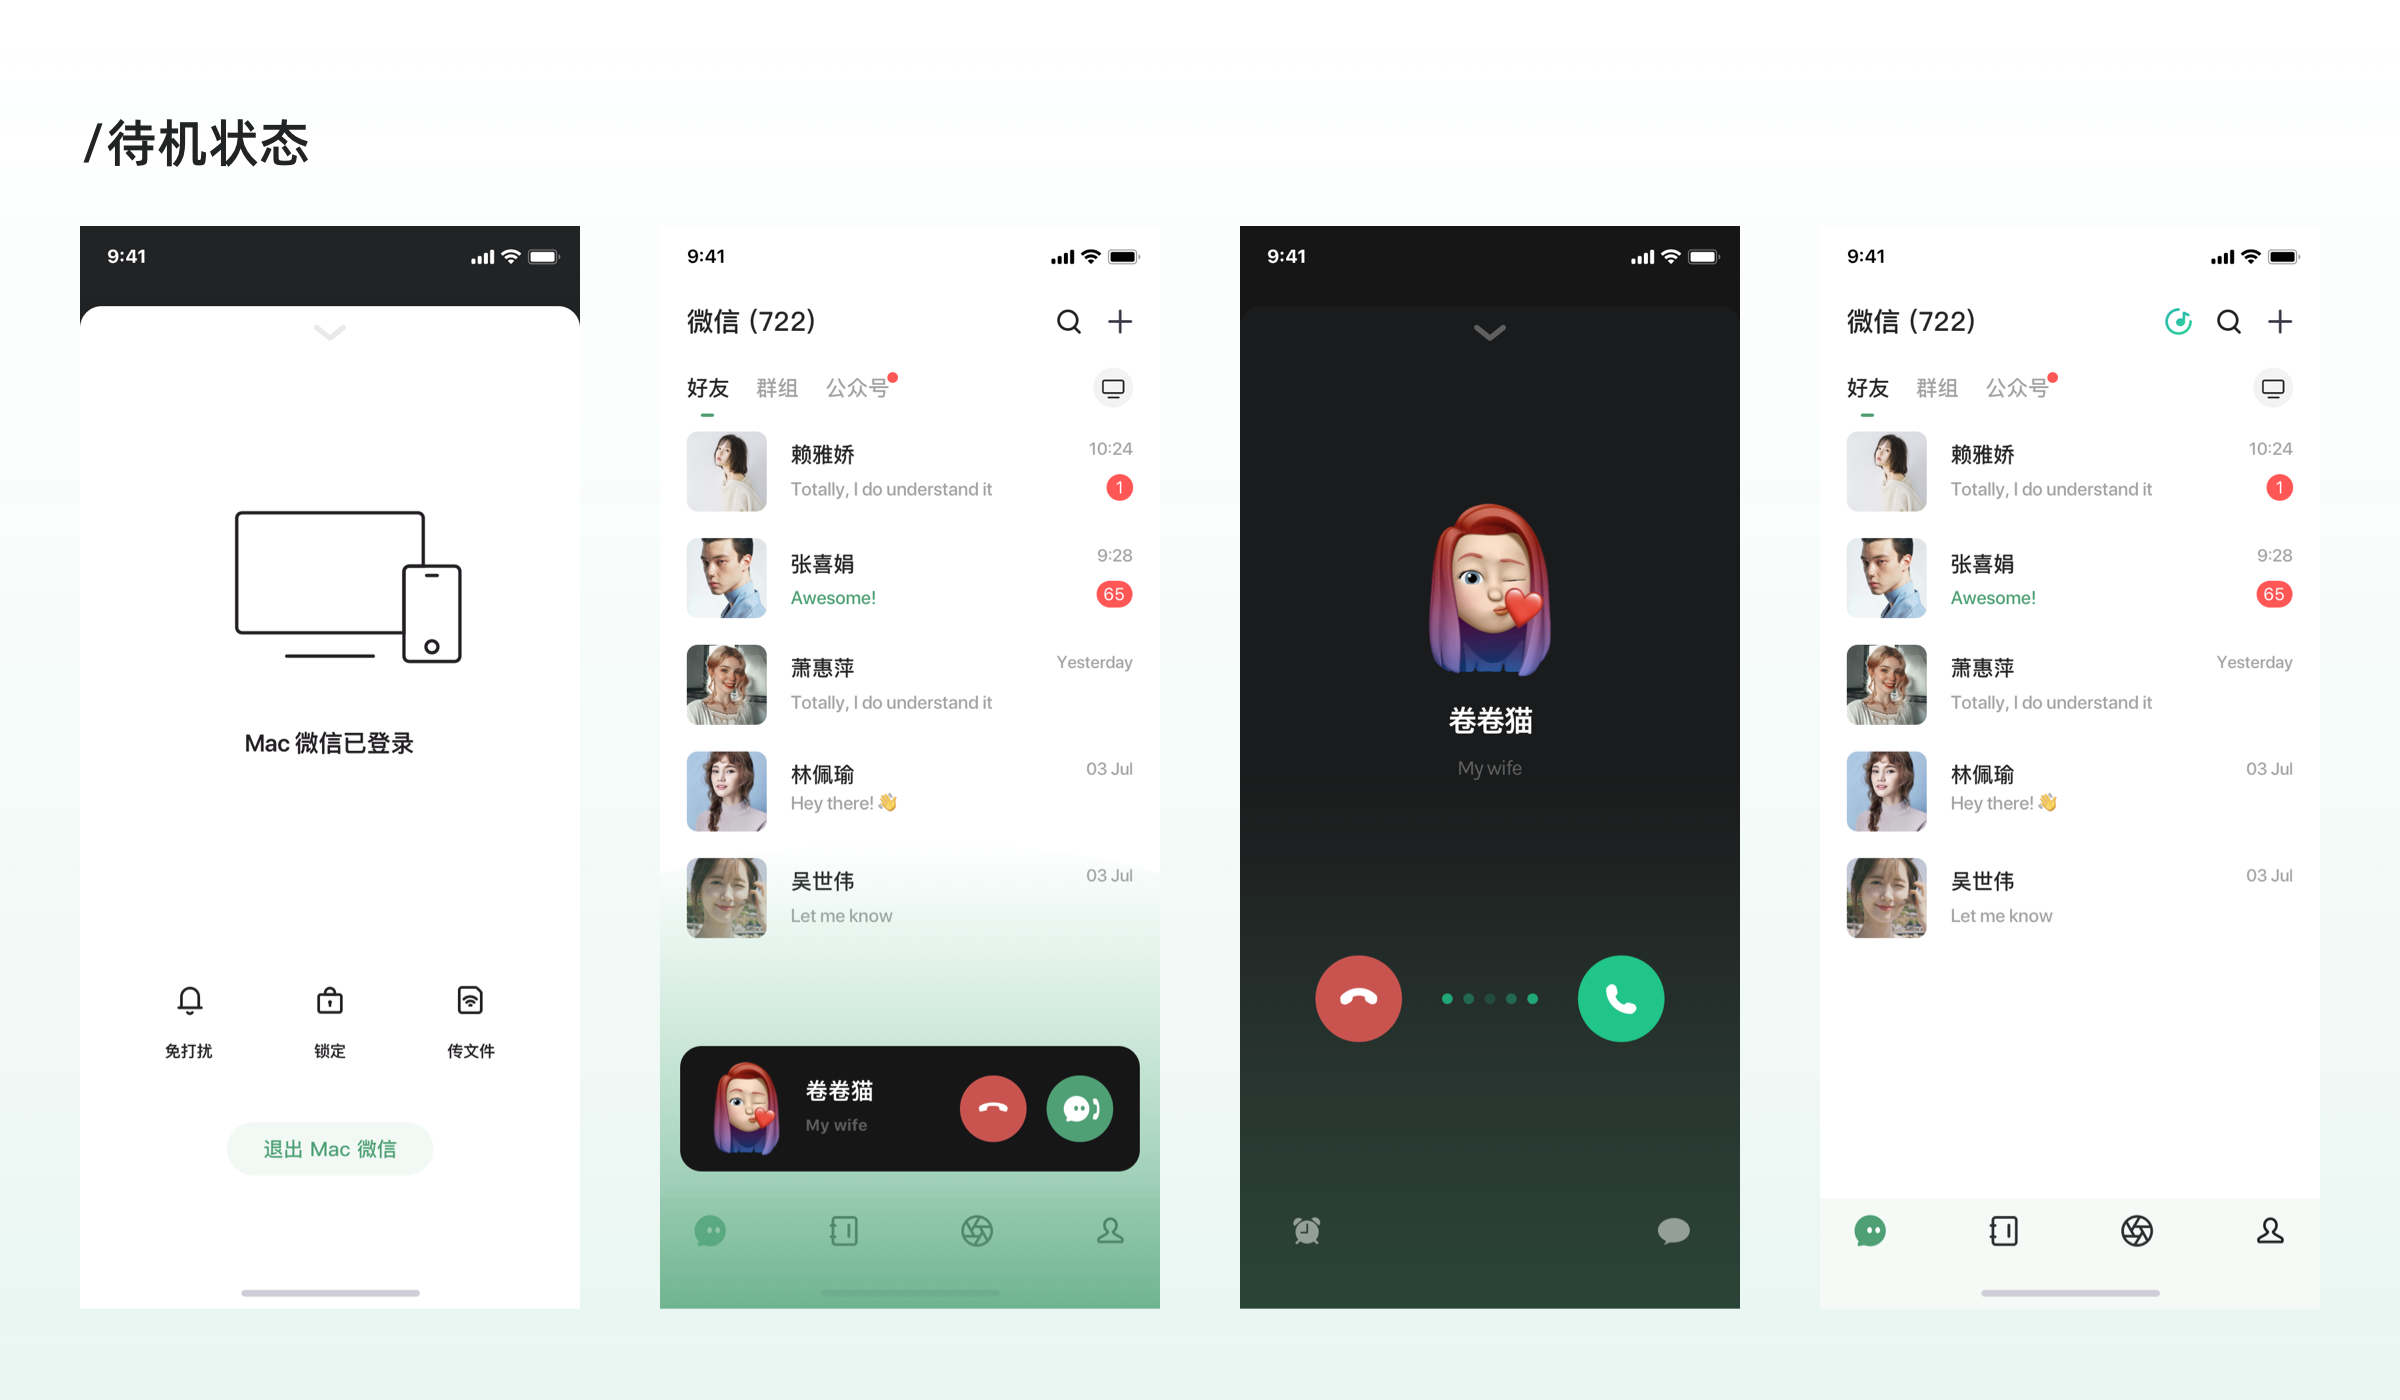 /待机状态
9:41
Mac 微信已登录
免打扰 锁定 传文件
退出 Mac 微信
9:41
微信 (722)
好友 群组 公众号
赖雅娇 10:24
Totally, I do understand it 1
张喜娟 9:28
Awesome! 65
萧惠萍 Yesterday
Totally, I do understand it
林佩瑜 03 Jul
Hey there! 👋
吴世伟 03 Jul
Let me know
卷卷猫
My wife
9:41
卷卷猫
My wife
9:41
微信 (722)
好友 群组 公众号
赖雅娇 10:24
Totally, I do understand it 1
张喜娟 9:28
Awesome! 65
萧惠萍 Yesterday
Totally, I do understand it
林佩瑜 03 Jul
Hey there! 👋
吴世伟 03 Jul
Let me know